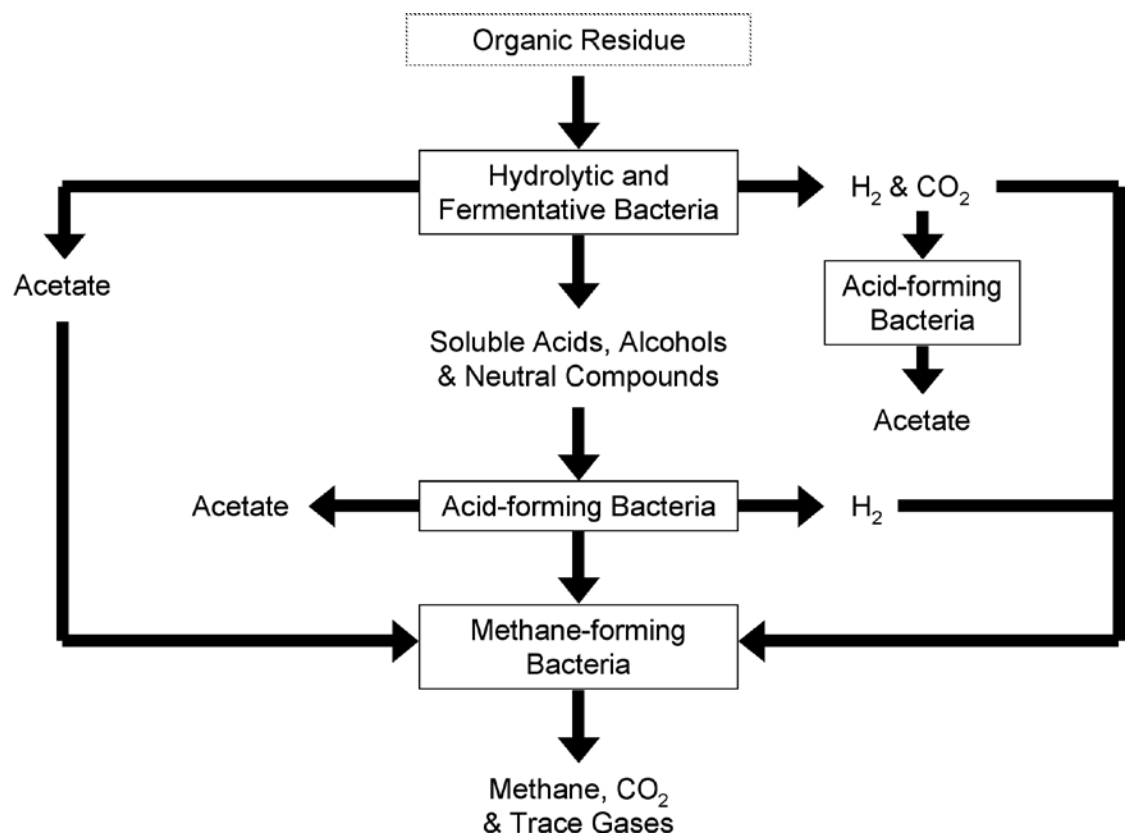 Organic Residue
Hydrolytic and
Fermentative Bacteria
H₂ & CO₂
Acetate
Acid-forming
Bacteria
Soluble Acids, Alcohols
& Neutral Compounds
Acetate
Acetate
Acid-forming Bacteria
H₂
Methane-forming
Bacteria
Methane, CO₂
& Trace Gases